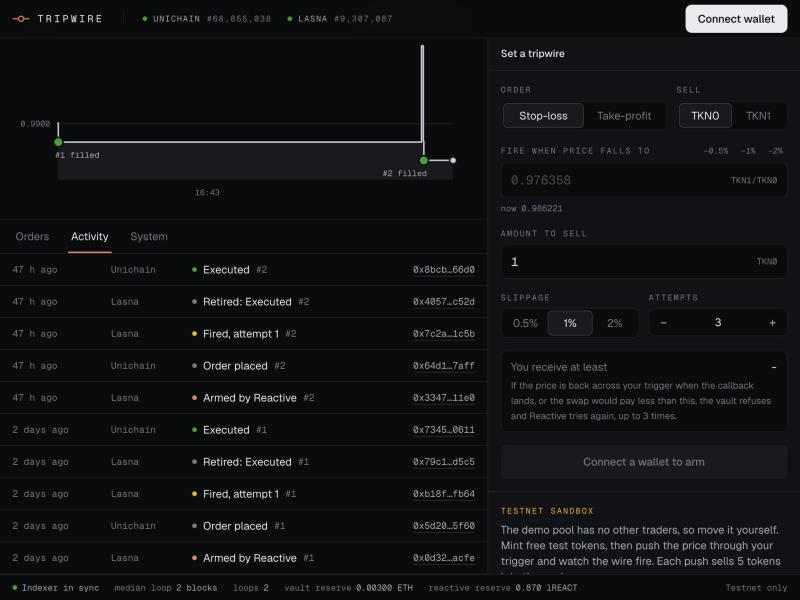 TRIPWIRE
UNICHAIN #68,855,038
LASNA #9,307,087
Connect wallet
0.9900
#1 filled
#2 filled
16:43
Orders Activity System
47 h ago Unichain Executed #2 0x8bcb…66d0
47 h ago Lasna Retired: Executed #2 0x4057…c52d
47 h ago Lasna Fired, attempt 1 #2 0x7c2a…1c5b
47 h ago Unichain Order placed #2 0x64d1…7aff
47 h ago Lasna Armed by Reactive #2 0x3347…11e0
2 days ago Unichain Executed #1 0x7345…0611
2 days ago Lasna Retired: Executed #1 0x79c1…d5c5
2 days ago Lasna Fired, attempt 1 #1 0xb18f…fb64
2 days ago Unichain Order placed #1 0x5d20…5f60
2 days ago Lasna Armed by Reactive #1 0x0d32…acfe
Set a tripwire
ORDER SELL
Stop-loss Take-profit TKN0 TKN1
FIRE WHEN PRICE FALLS TO −0.5% −1% −2%
0.976358 TKN1/TKN0
now 0.986221
AMOUNT TO SELL
1 TKN0
SLIPPAGE ATTEMPTS
0.5% 1% 2% − 3 +
You receive at least –
If the price is back across your trigger when the callback
lands, or the swap would pay less than this, the vault refuses
and Reactive tries again, up to 3 times.
Connect a wallet to arm
TESTNET SANDBOX
The demo pool has no other traders, so move it yourself.
Mint free test tokens, then push the price through your
trigger and watch the wire fire. Each push sells 5 tokens
Indexer in sync median loop 2 blocks loops 2 vault reserve 0.00300 ETH reactive reserve 0.870 lREACT Testnet only